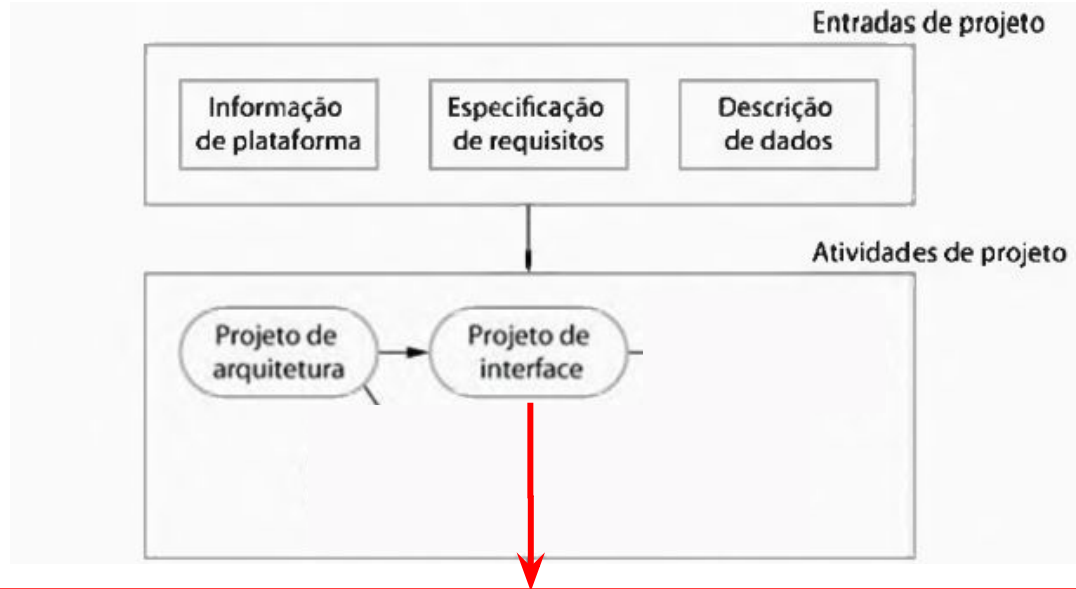 Entradas de projeto
Informação
de plataforma
Especificação
de requisitos
Descrição
de dados
Atividades de projeto
Projeto de
arquitetura
Projeto de
interface